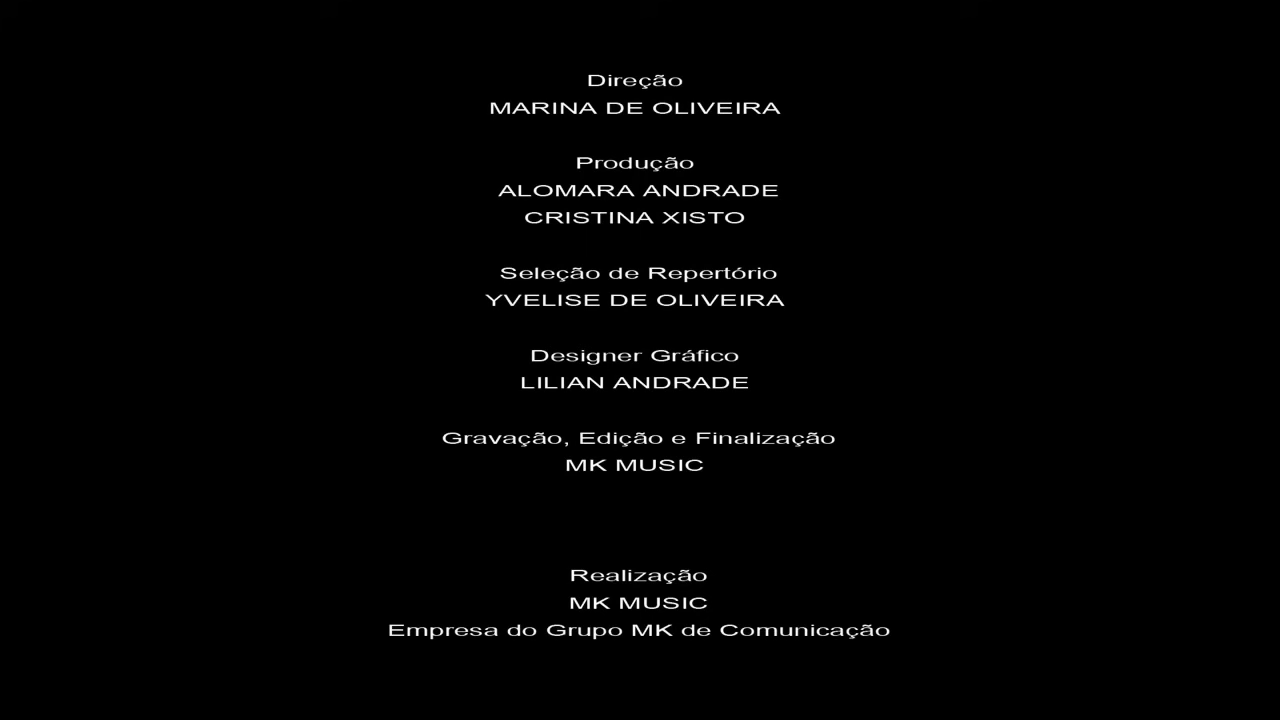 Direção
MARINA DE OLIVEIRA
Produção
ALOMARA ANDRADE
CRISTINA XISTO
Seleção de Repertório
YVELISE DE OLIVEIRA
Designer Gráfico
LILIAN ANDRADE
Gravação, Edição e Finalização
MK MUSIC
Realização
MK MUSIC
Empresa do Grupo MK de Comunicação